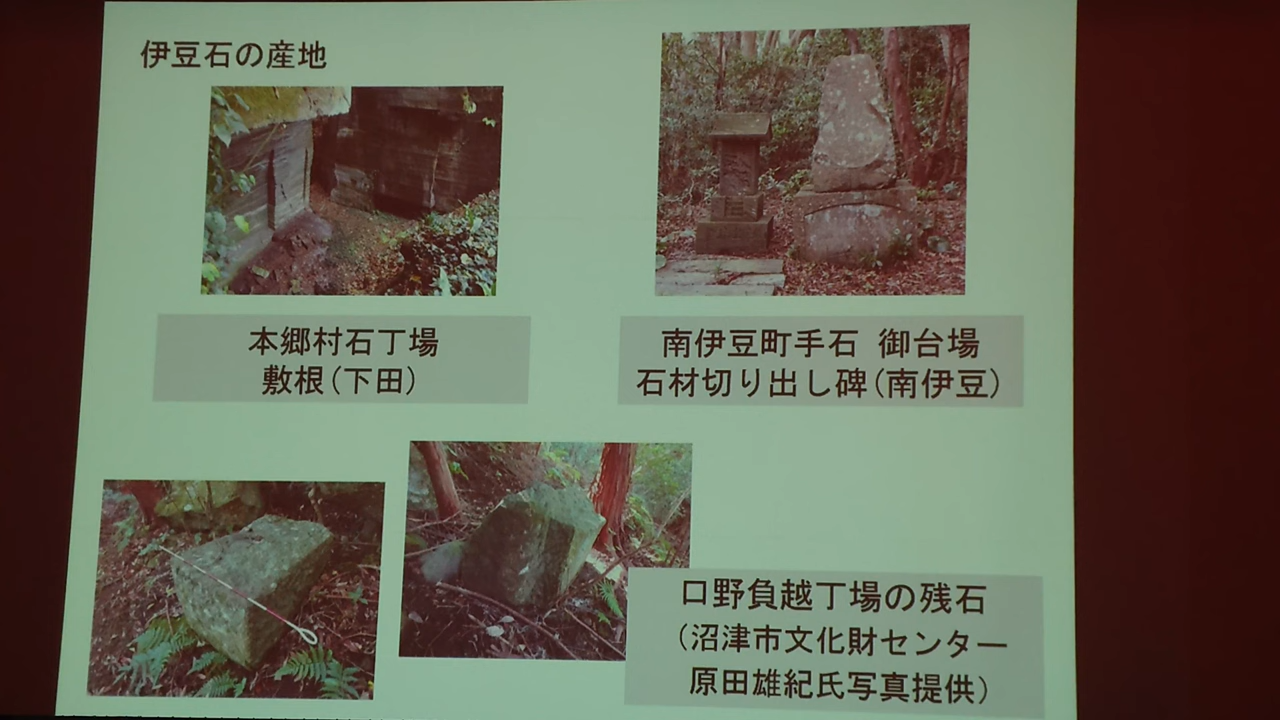 伊豆石の産地
本郷村石丁場
敷根(下田)
南伊豆町手石 御台場
石材切り出し碑(南伊豆)
口野負越丁場の残石
(沼津市文化財センター
原田雄紀氏写真提供)